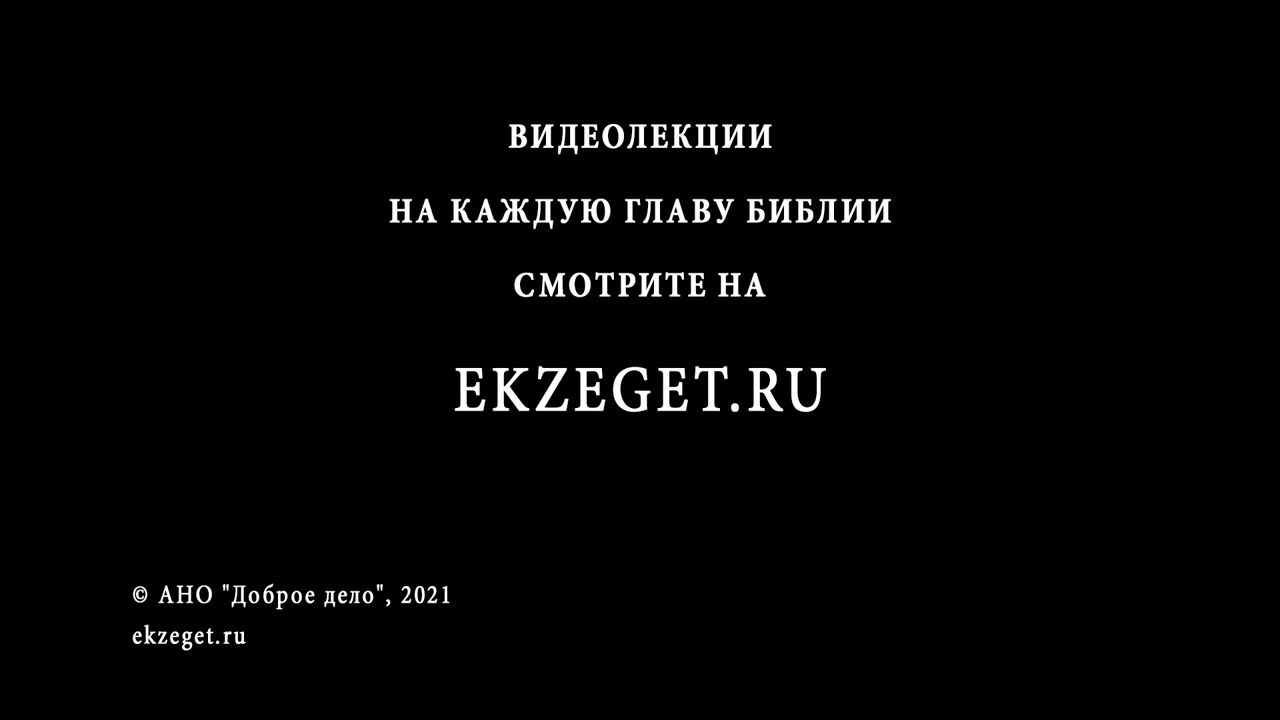 ВИДЕОЛЕКЦИИ
НА КАЖДУЮ ГЛАВУ БИБЛИИ
СМОТРИТЕ НА
EKZEGET.RU
© АНО "Доброе дело", 2021
ekzeget.ru